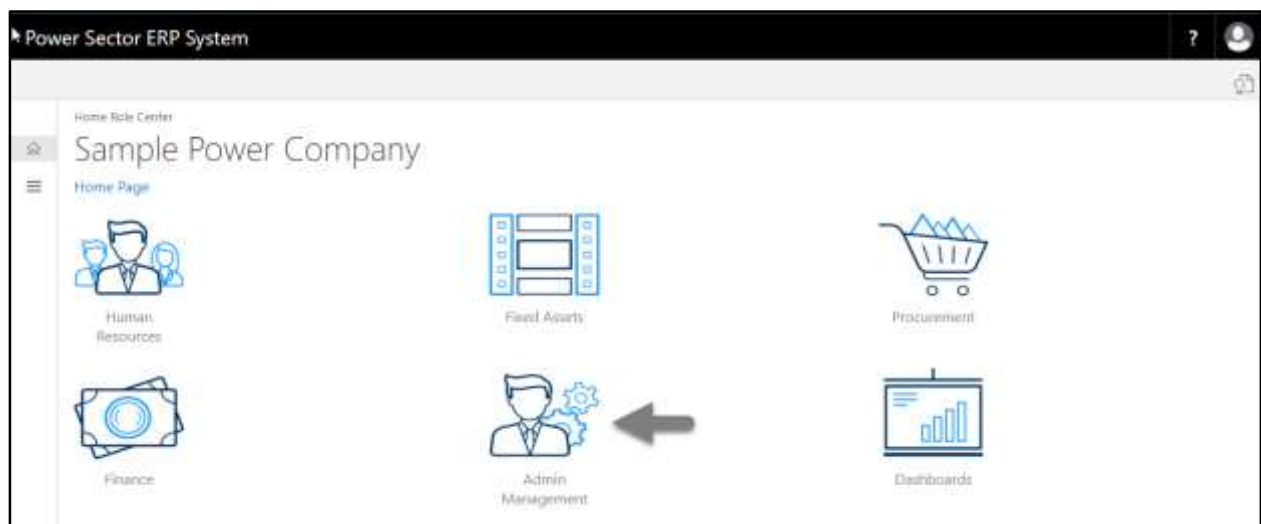 Power Sector ERP System
?
Home Role Center
Sample Power Company
Home Page
Human
Resources
Fixed Assets
Procurement
Finance
Admin
Management
Dashboards